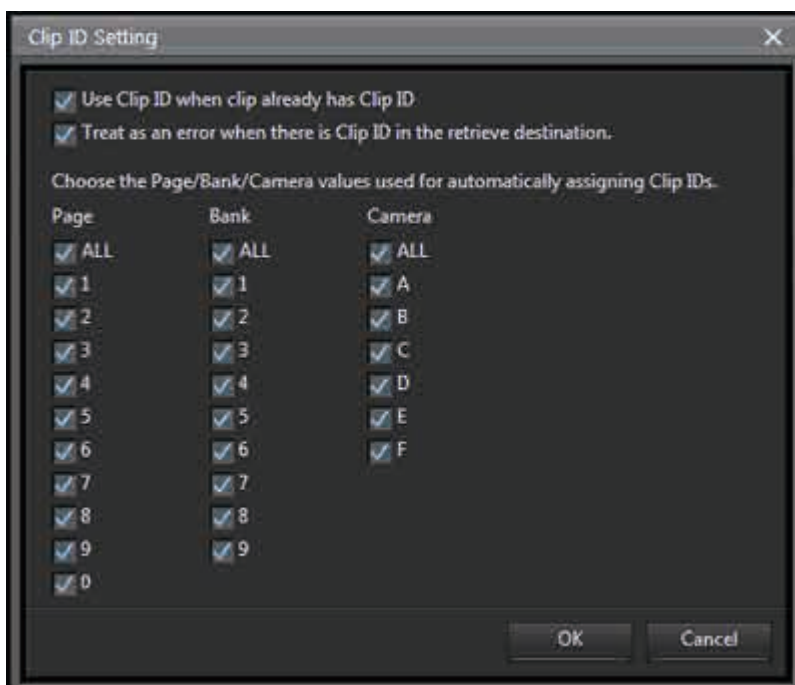 Clip ID Setting
Use Clip ID when clip already has Clip ID
Treat as an error when there is Clip ID in the retrieve destination.
Choose the Page/Bank/Camera values used for automatically assigning Clip IDs.
Page Bank Camera
ALL ALL ALL
1 1 A
2 2 B
3 3 C
4 4 D
5 5 E
6 6 F
7 7
8 8
9 9
0
OK Cancel